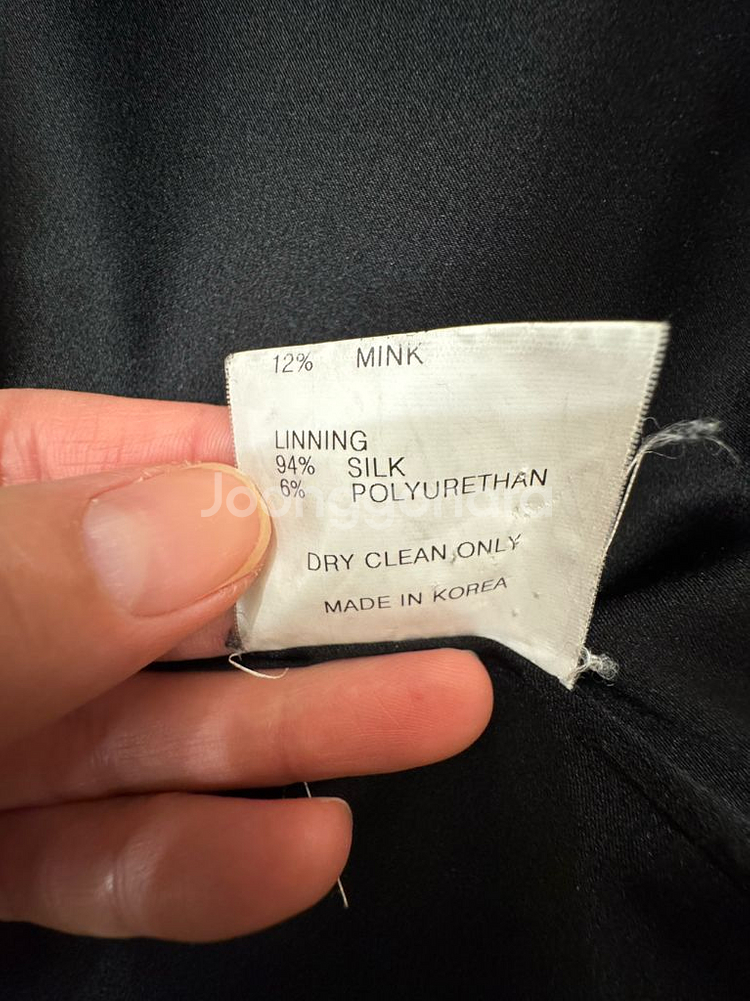 12% MINK
LINNING
94% SILK
6% POLYURETHAN
DRY CLEAN ONLY
MADE IN KOREA
Joonggonara